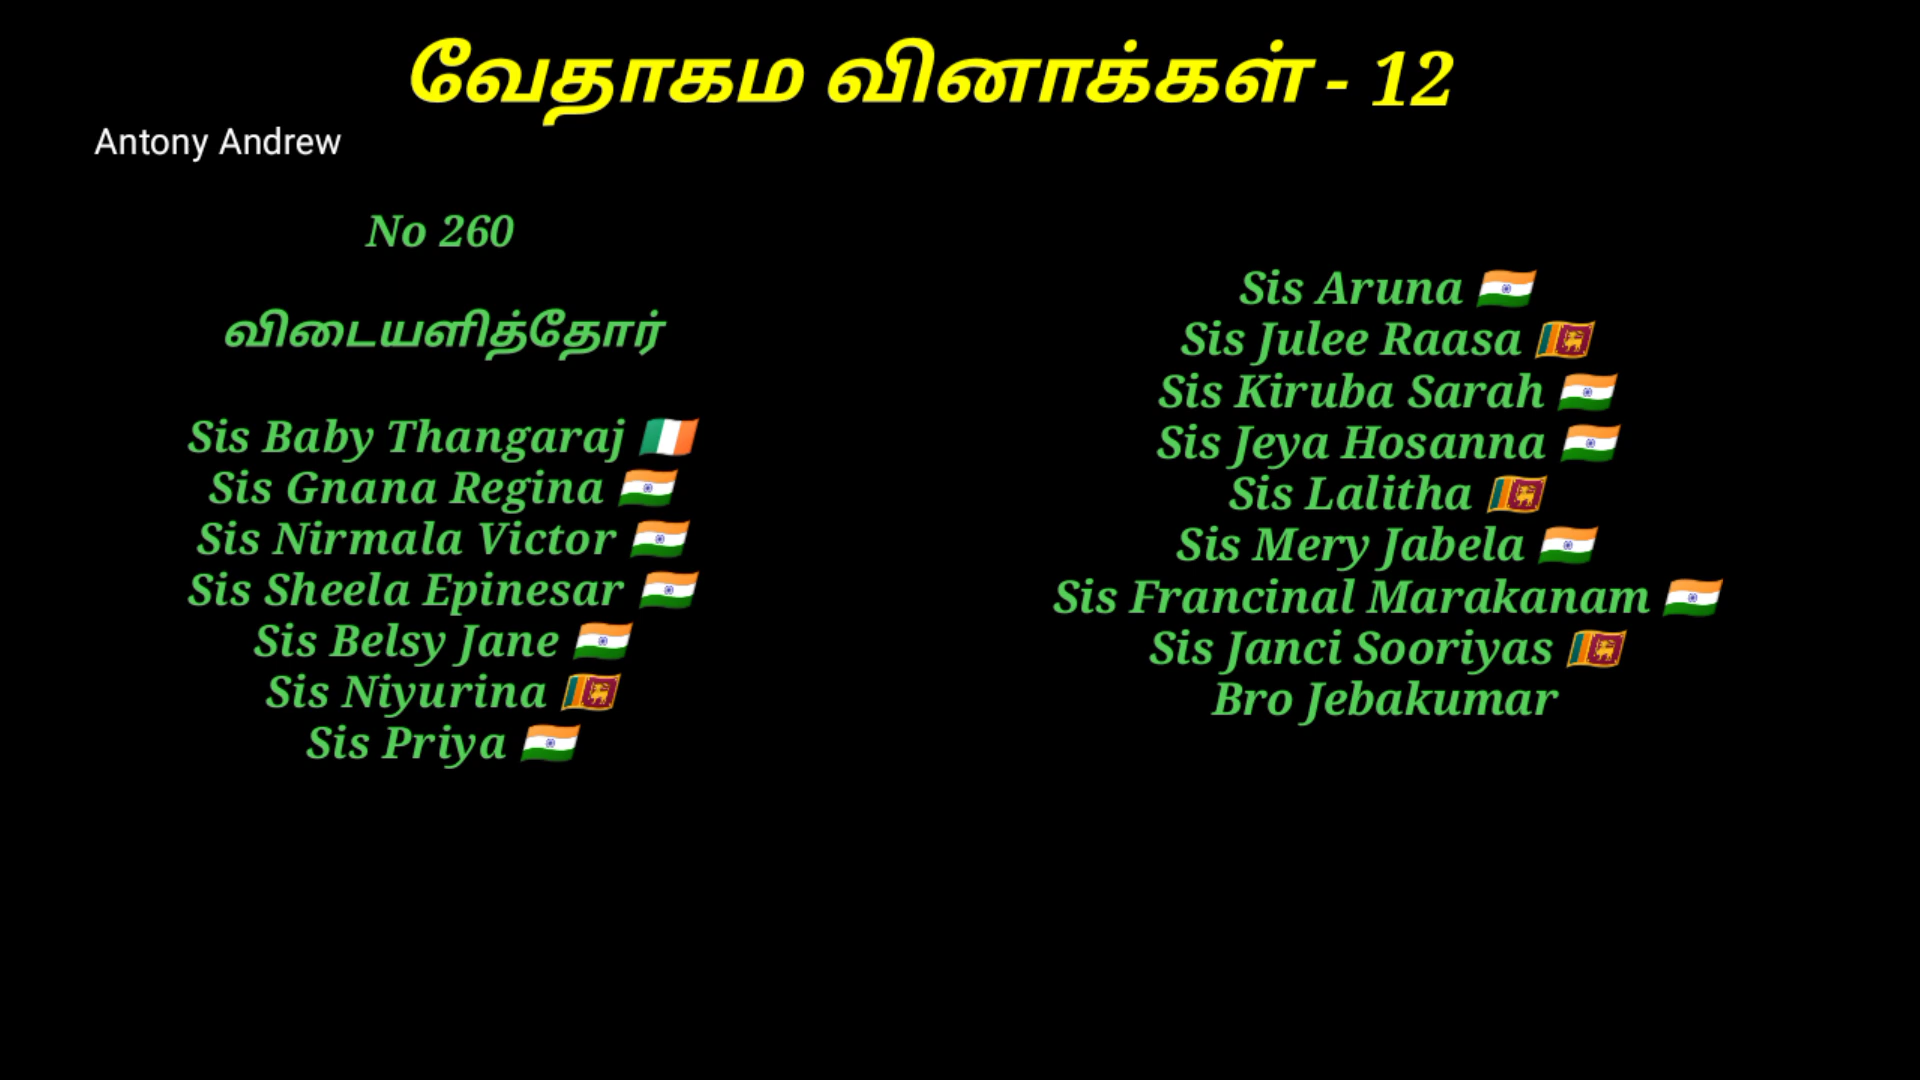 வேதாகம வினாக்கள் - 12
Antony Andrew
No 260
விடையளித்தோர்
Sis Baby Thangaraj 🇮🇪
Sis Gnana Regina 🇮🇳
Sis Nirmala Victor 🇮🇳
Sis Sheela Epinesar 🇮🇳
Sis Belsy Jane 🇮🇳
Sis Niyurina 🇱🇰
Sis Priya 🇮🇳
Sis Aruna 🇮🇳
Sis Julee Raasa 🇱🇰
Sis Kiruba Sarah 🇮🇳
Sis Jeya Hosanna 🇮🇳
Sis Lalitha 🇱🇰
Sis Mery Jabela 🇮🇳
Sis Francinal Marakanam 🇮🇳
Sis Janci Sooriyas 🇱🇰
Bro Jebakumar